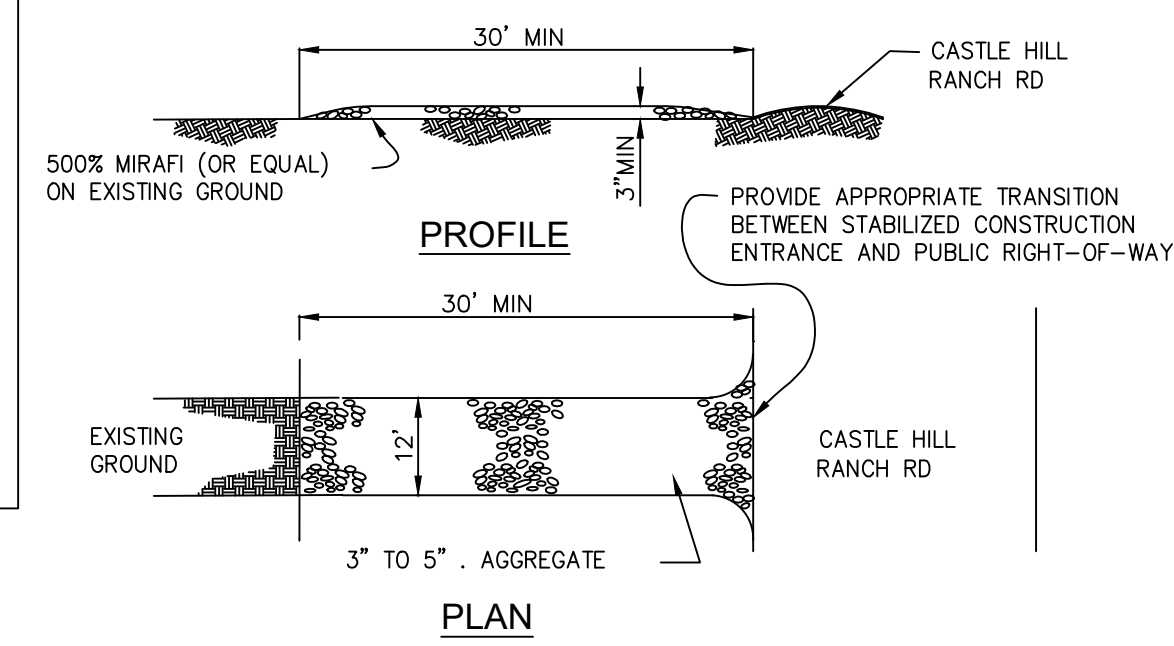 30' MIN
CASTLE HILL
RANCH RD
500% MIRAFI (OR EQUAL)
ON EXISTING GROUND
3"MIN
PROFILE
PROVIDE APPROPRIATE TRANSITION
BETWEEN STABILIZED CONSTRUCTION
ENTRANCE AND PUBLIC RIGHT-OF-WAY
30' MIN
EXISTING
GROUND
12'
CASTLE HILL
RANCH RD
3" TO 5" . AGGREGATE
PLAN